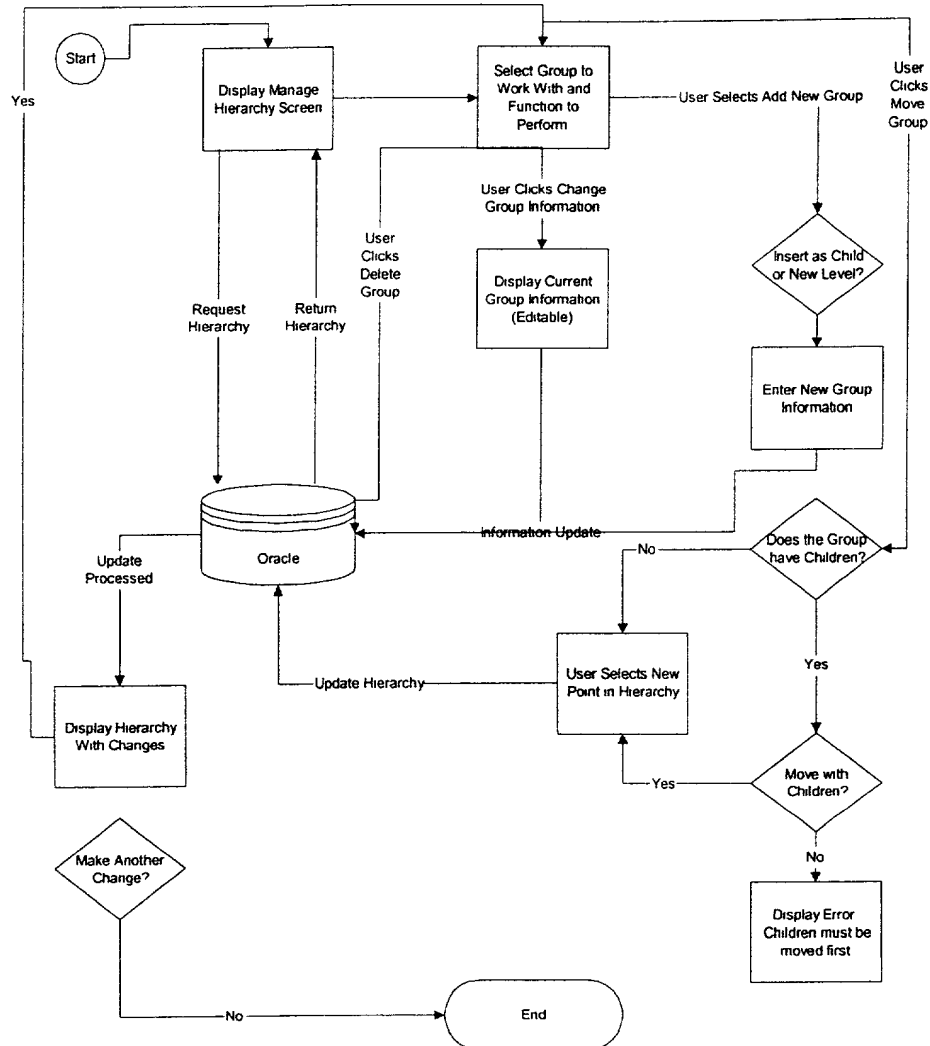 Start
Display Manage
Hierarchy Screen
Select Group to
Work With and
Function to
Perform
User Selects Add New Group
User
Clicks
Move
Group
Yes
User Clicks Change
Group Information
User
Clicks
Delete
Group
Insert as Child
or New Level?
Display Current
Group Information
(Editable)
Request
Hierarchy
Return
Hierarchy
Enter New Group
Information
Oracle
Information Update
Does the Group
have Children?
No
Update
Processed
Yes
User Selects New
Point in Hierarchy
Update Hierarchy
Display Hierarchy
With Changes
Move with
Children?
Yes
No
Make Another
Change?
Display Error
Children must be
moved first
No
End